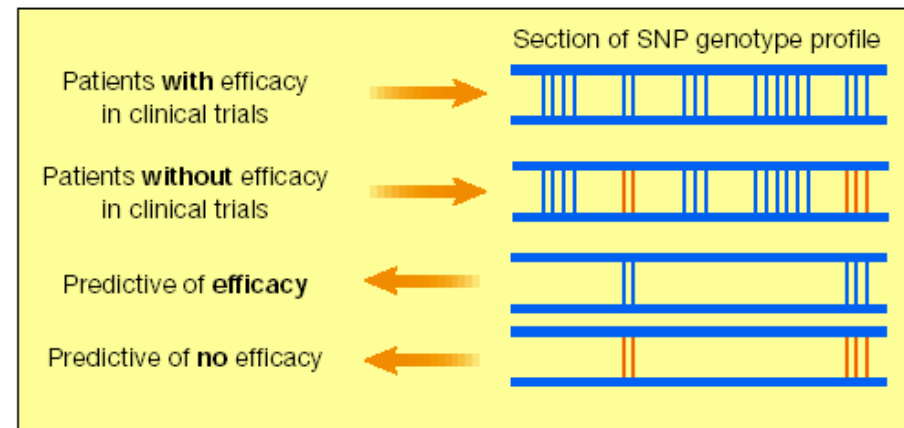 Section of SNP genotype profile
Patients with efficacy
in clinical trials
Patients without efficacy
in clinical trials
Predictive of efficacy
Predictive of no efficacy